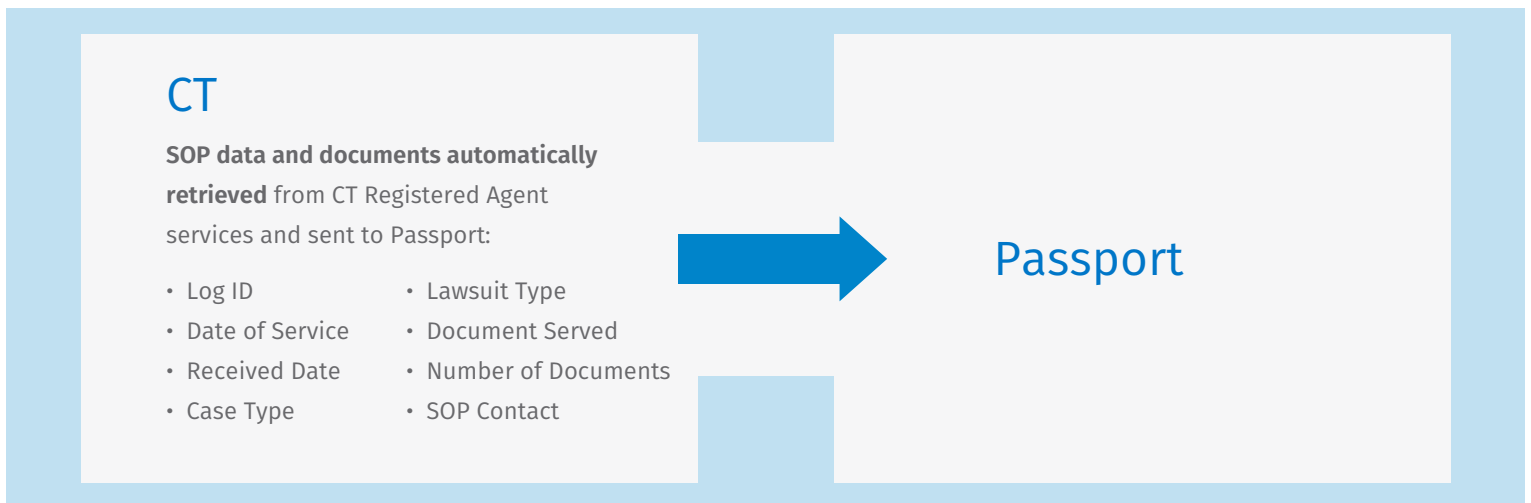 CT
SOP data and documents automatically
retrieved from CT Registered Agent
services and sent to Passport:
• Log ID
• Date of Service
• Received Date
• Case Type
• Lawsuit Type
• Document Served
• Number of Documents
• SOP Contact
Passport